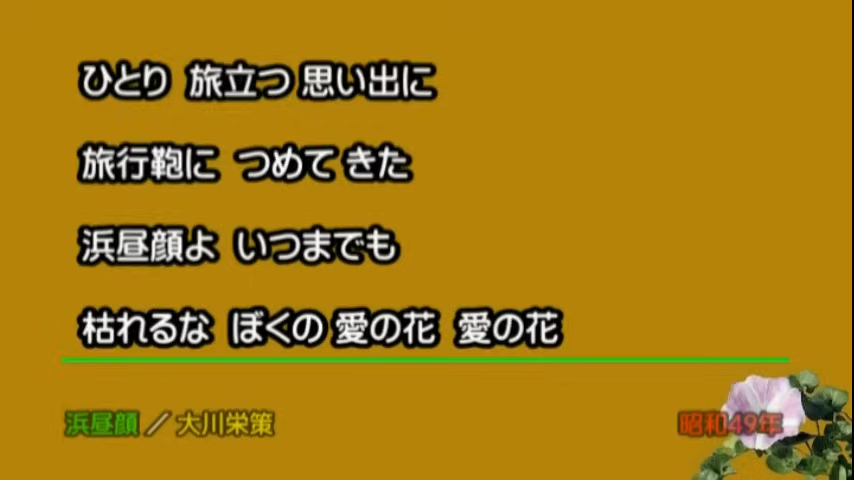 ひとり 旅立つ 思い出に
旅行鞄に つめて きた
浜昼顔よ いつまでも
枯れるな ぼくの 愛の花 愛の花
浜昼顔 ／ 大川栄策 昭和49年